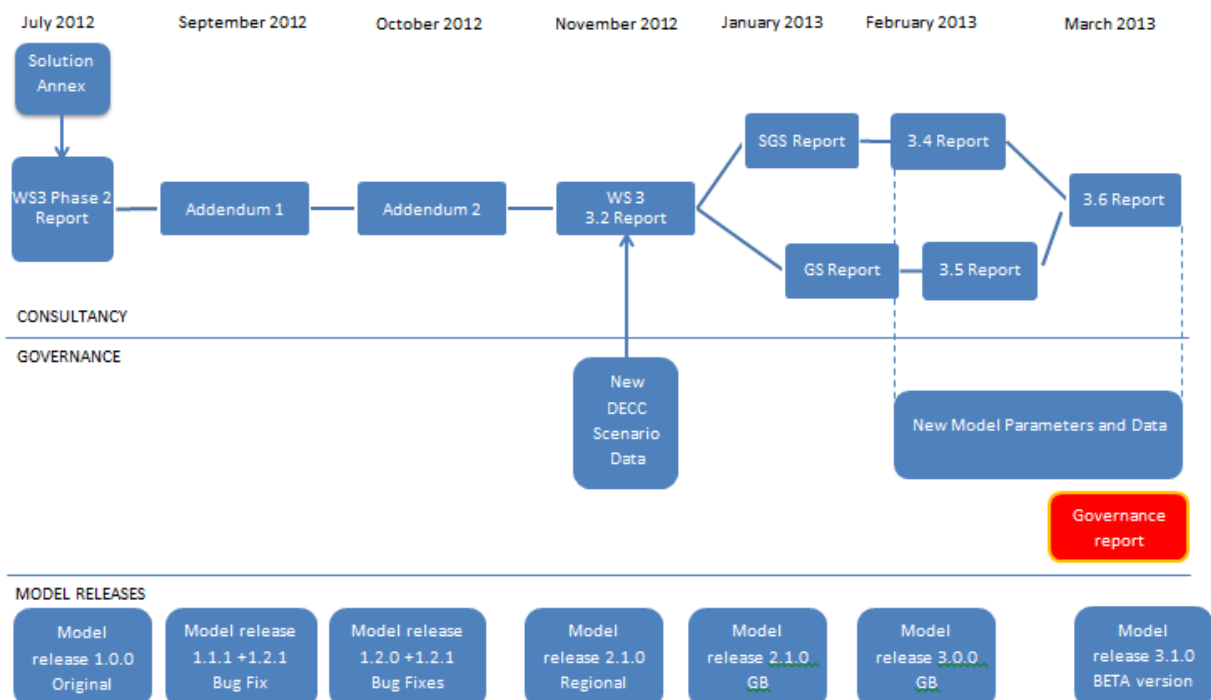 July 2012
September 2012
October 2012
November 2012
January 2013
February 2013
March 2013
Solution
Annex
WS3 Phase 2
Report
Addendum 1
Addendum 2
WS 3
3.2 Report
SGS Report
3.4 Report
GS Report
3.5 Report
3.6 Report
CONSULTANCY
GOVERNANCE
New
DECC
Scenario
Data
New Model Parameters and Data
Governance
report
MODEL RELEASES
Model
release 1.0.0
Original
Model release
1.1.1 +1.2.1
Bug Fix
Model release
1.2.0 +1.2.1
Bug Fixes
Model
release 2.1.0
Regional
Model
release 2.1.0
GB
Model
release 3.0.0
GB
Model
release 3.1.0
BETA version